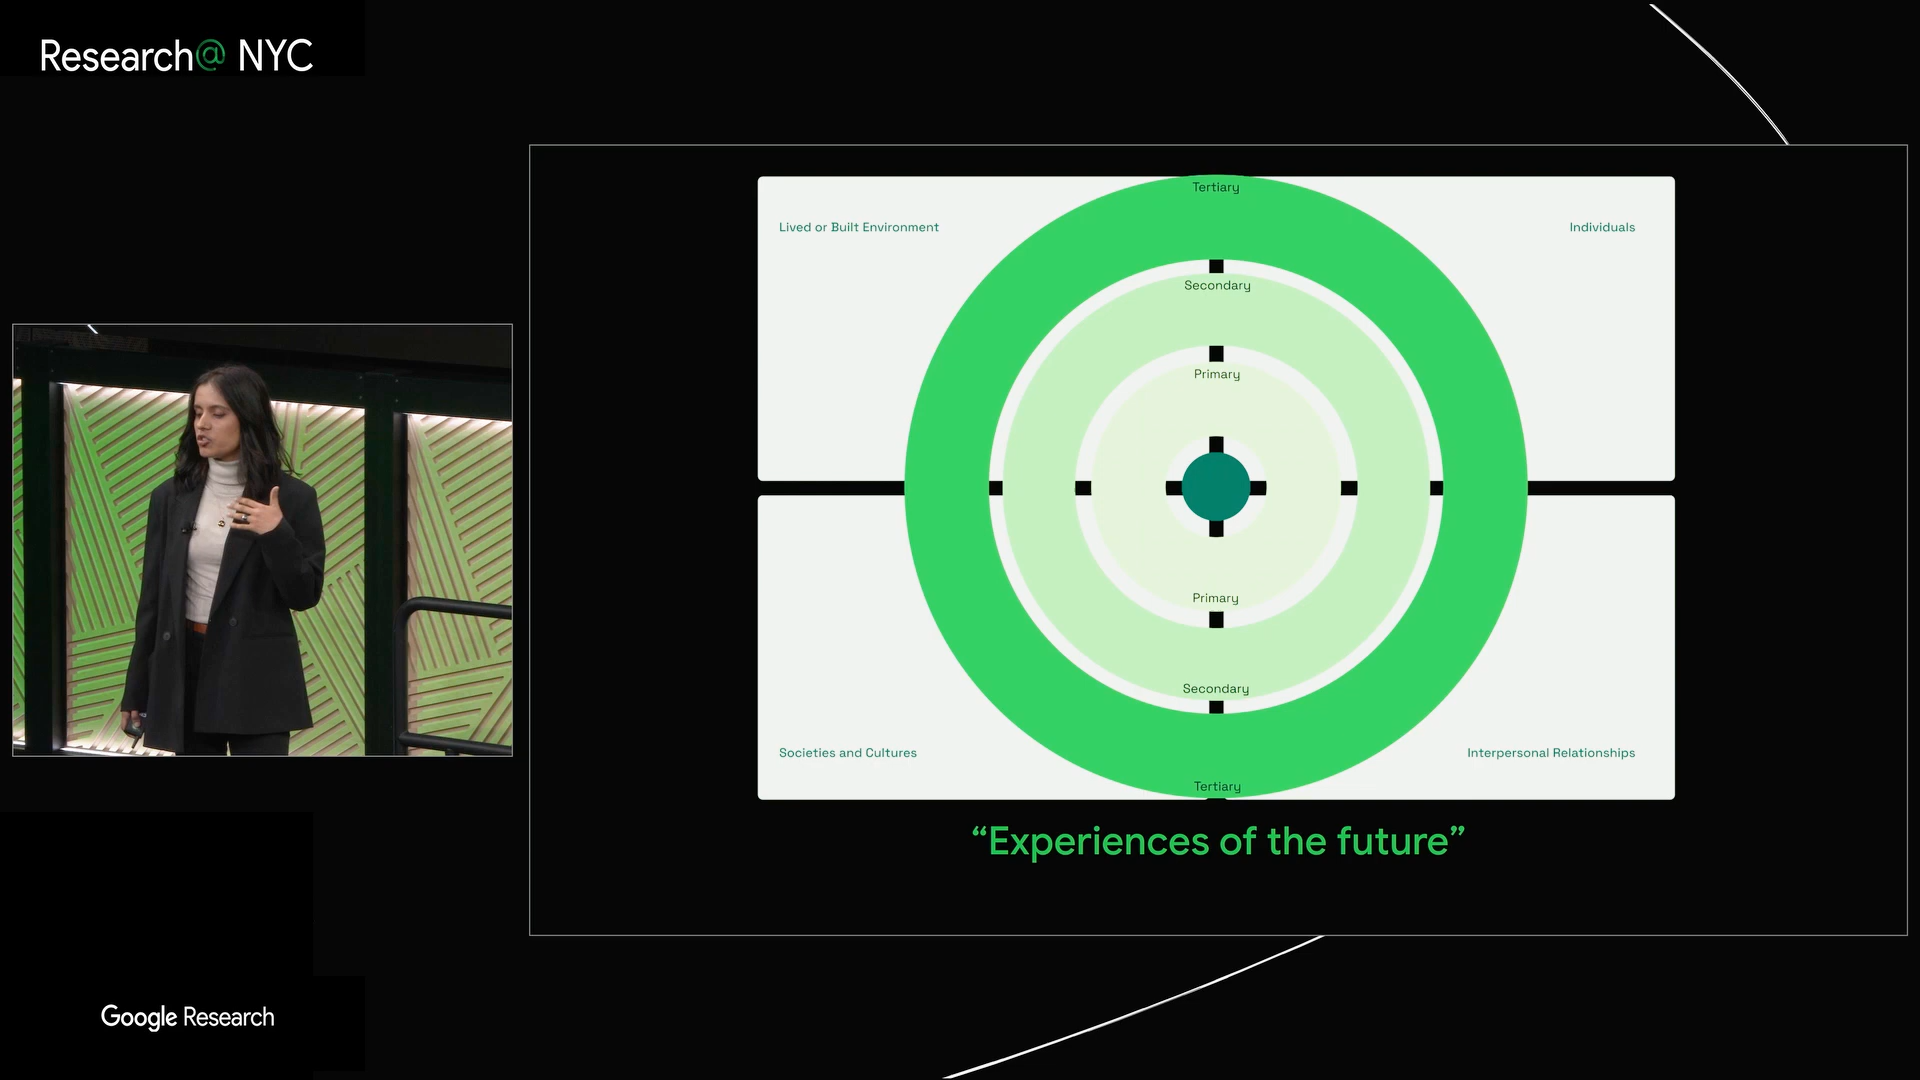 Research@ NYC
Tertiary
Lived or Built Environment
Individuals
Secondary
Primary
Primary
Secondary
Societies and Cultures
Interpersonal Relationships
Tertiary
“Experiences of the future”
Google Research